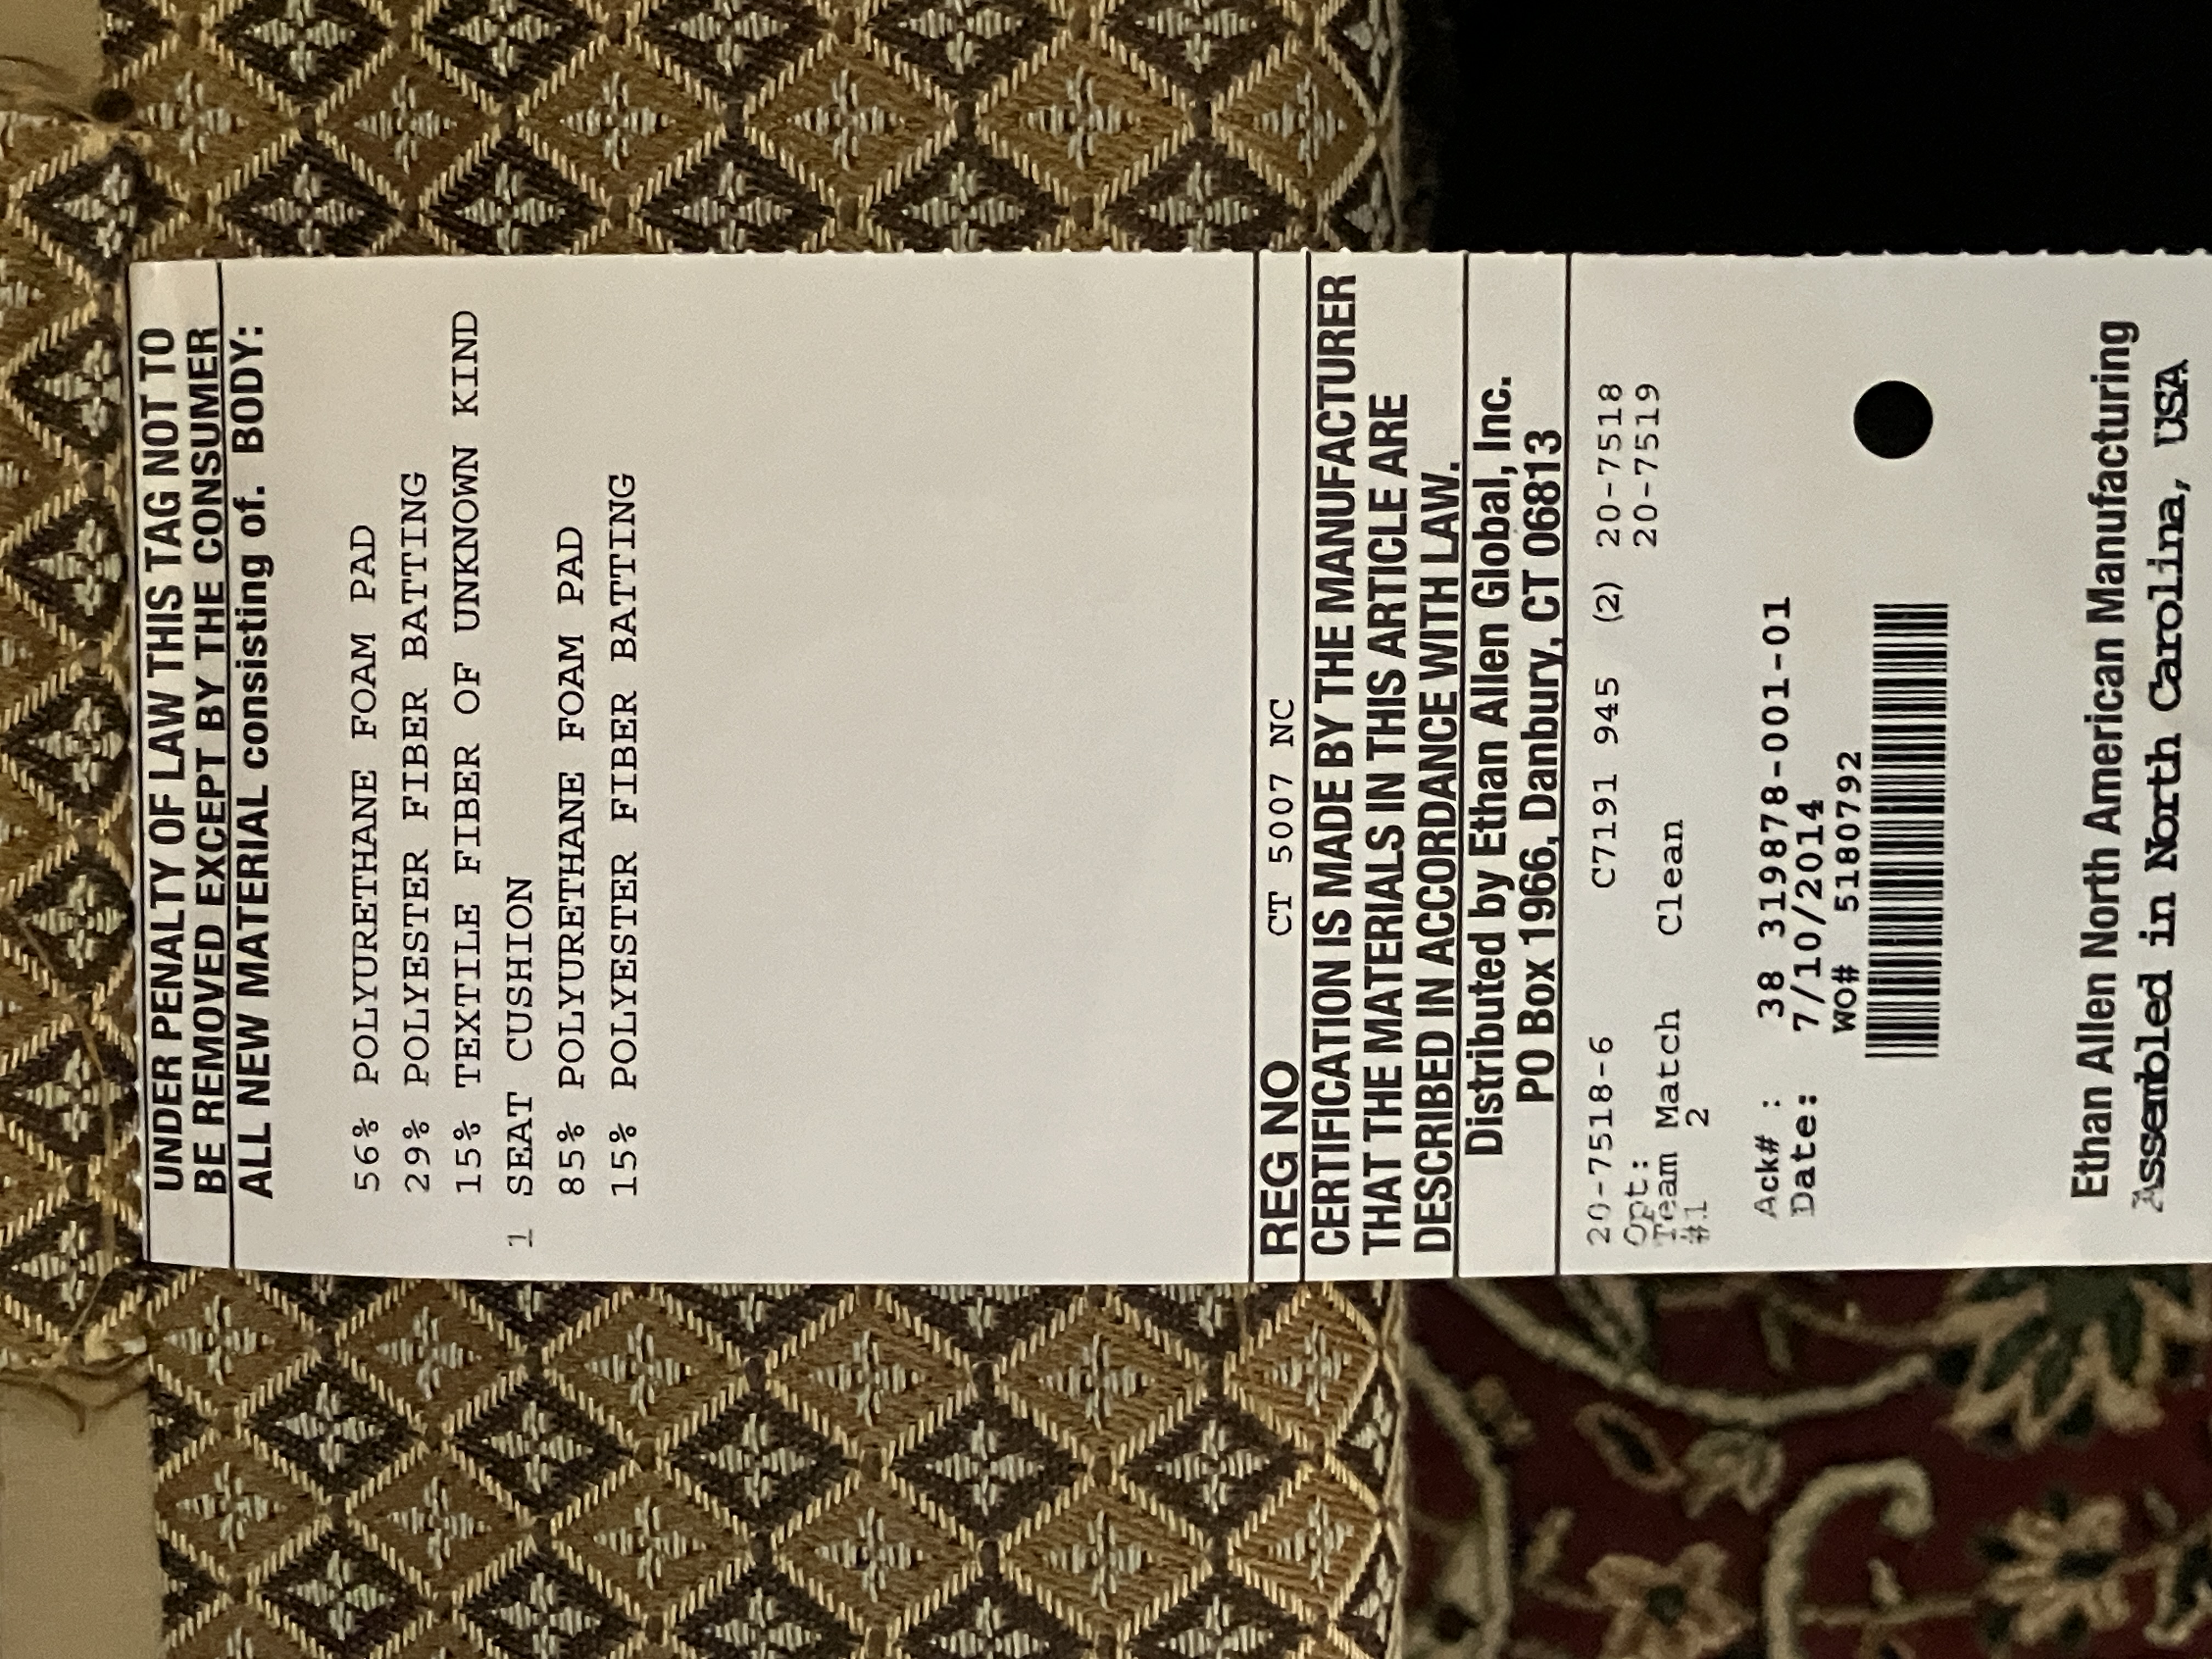 UNDER PENALTY OF LAW THIS TAG NOT TO
BE REMOVED EXCEPT BY THE CONSUMER
ALL NEW MATERIAL consisting of. BODY:
56% POLYURETHANE FOAM PAD
29% POLYESTER FIBER BATTING
15% TEXTILE FIBER OF UNKNOWN KIND
1 SEAT CUSHION
85% POLYURETHANE FOAM PAD
15% POLYESTER FIBER BATTING
REG NO CT 5007 NC
CERTIFICATION IS MADE BY THE MANUFACTURER
THAT THE MATERIALS IN THIS ARTICLE ARE
DESCRIBED IN ACCORDANCE WITH LAW.
Distributed by Ethan Allen Global, Inc.
PO Box 1966, Danbury, CT 06813
20-7518-6 C7191 945 (2) 20-7518
Opt: 20-7519
Team Match Clean
#1 2
Ack# : 38 319878-001-01
Date: 7/10/2014
WO# 5180792
Ethan Allen North American Manufacturing
Assembled in North Carolina, USA